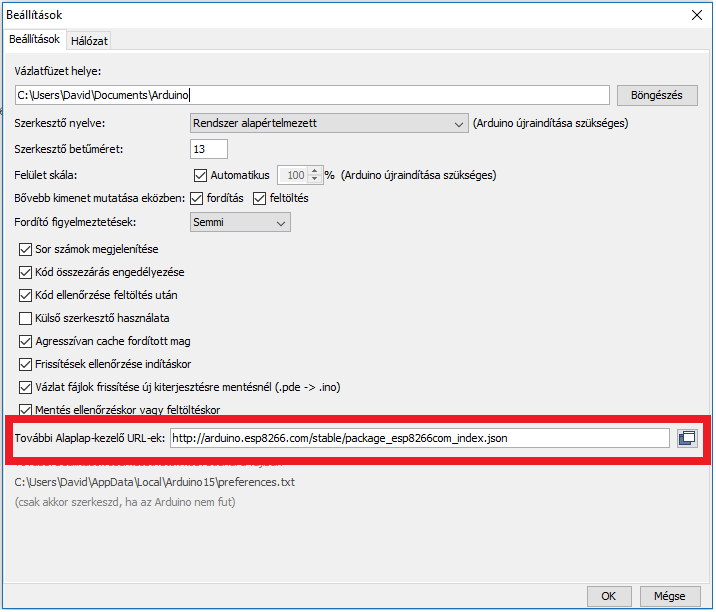 Beállítások
Beállítások Hálózat
Vázlatfüzet helye:
C:\Users\David\Documents\Arduino Böngészés
Szerkesztő nyelve: Rendszer alapértelmezett (Arduino újraindítása szükséges)
Szerkesztő betűméret: 13
Felület skála: Automatikus 100 % (Arduino újraindítása szükséges)
Bővebb kimenet mutatása eközben: fordítás feltöltés
Fordító figyelmeztetések: Semmi
Sor számok megjelenítése
Kód összezárás engedélyezése
Kód ellenőrzése feltöltés után
Külső szerkesztő használata
Agresszívan cache fordított mag
Frissítések ellenőrzése indításkor
Vázlat fájlok frissítése új kiterjesztésre mentésnél (.pde -> .ino)
Mentés ellenőrzéskor vagy feltöltéskor
További Alaplap-kezelő URL-ek: http://arduino.esp8266.com/stable/package_esp8266com_index.json
C:\Users\David\AppData\Local\Arduino15\preferences.txt
(csak akkor szerkeszd, ha az Arduino nem fut)
OK Mégse